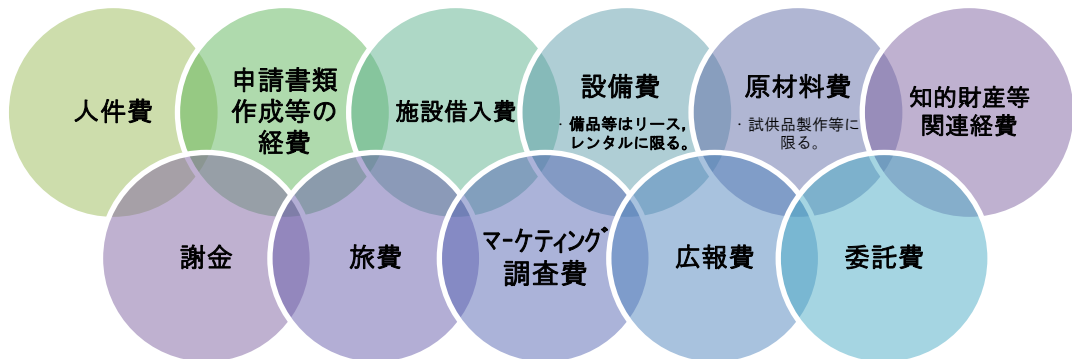 人件費
申請書類
作成等の
経費
施設借入費
設備費
・備品等はリース，
レンタルに限る。
原材料費
・試供品製作等に
限る。
知的財産等
関連経費
謝金
旅費
ﾏｰｹﾃｨﾝｸﾞ
調査費
広報費
委託費